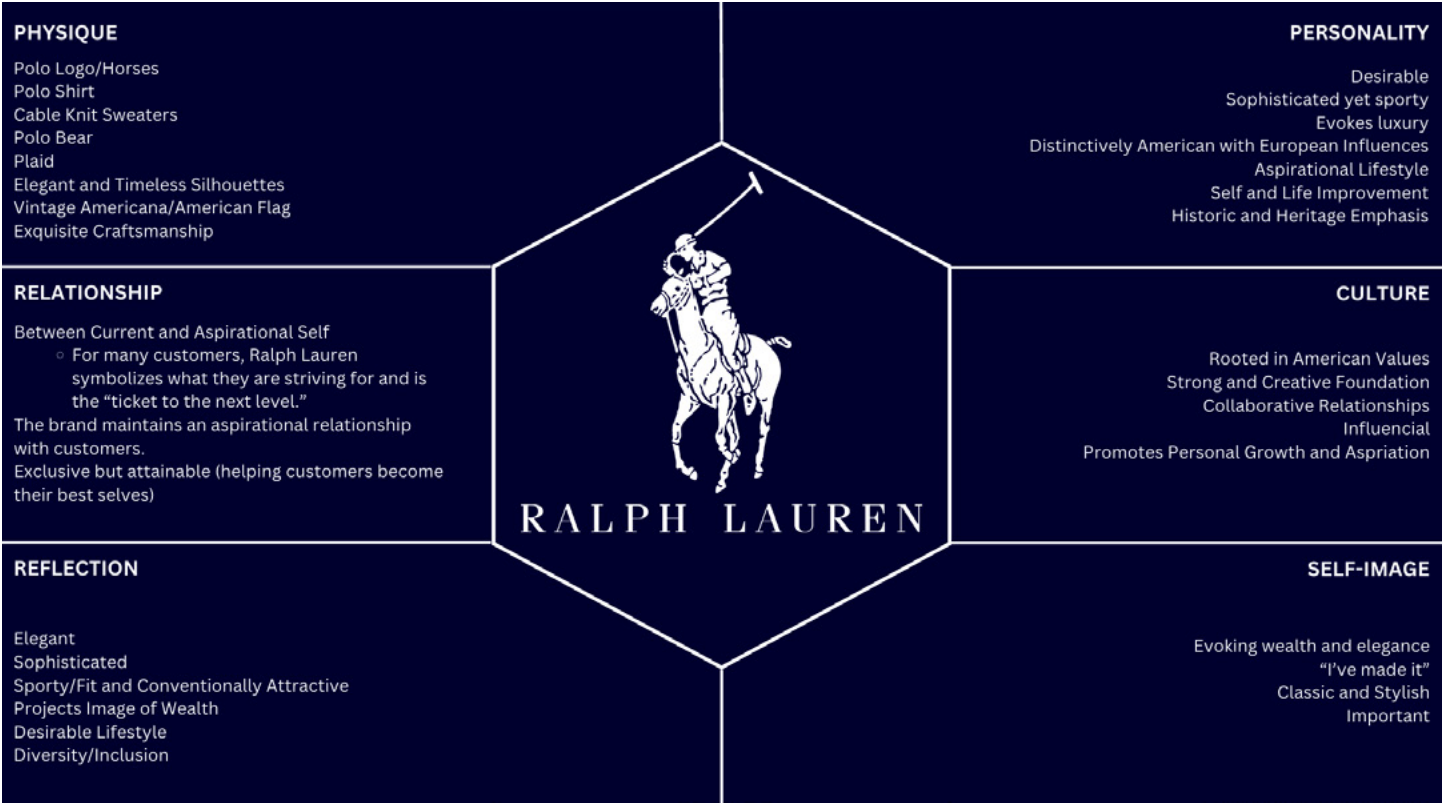 PHYSIQUE
Polo Logo/Horses
Polo Shirt
Cable Knit Sweaters
Polo Bear
Plaid
Elegant and Timeless Silhouettes
Vintage Americana/American Flag
Exquisite Craftsmanship
PERSONALITY
Desirable
Sophisticated yet sporty
Evokes luxury
Distinctively American with European Influences
Aspirational Lifestyle
Self and Life Improvement
Historic and Heritage Emphasis
RELATIONSHIP
Between Current and Aspirational Self
○ For many customers, Ralph Lauren
symbolizes what they are striving for and is
the “ticket to the next level.”
The brand maintains an aspirational relationship
with customers.
Exclusive but attainable (helping customers become
their best selves)
RALPH LAUREN
CULTURE
Rooted in American Values
Strong and Creative Foundation
Collaborative Relationships
Influencial
Promotes Personal Growth and Aspriation
REFLECTION
Elegant
Sophisticated
Sporty/Fit and Conventionally Attractive
Projects Image of Wealth
Desirable Lifestyle
Diversity/Inclusion
SELF-IMAGE
Evoking wealth and elegance
“I’ve made it”
Classic and Stylish
Important